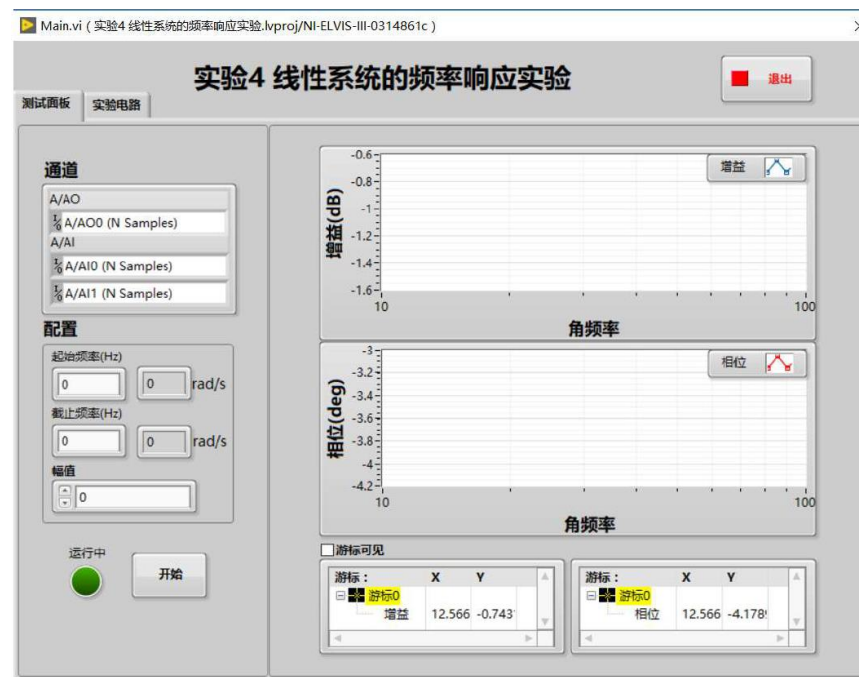 Main.vi ( 实验4 线性系统的频率响应实验.lvproj/NI-ELVIS-III-0314861c )
实验4 线性系统的频率响应实验
退出
测试面板 实验电路
通道
A/AO
A/AO0 (N Samples)
A/AI
A/AI0 (N Samples)
A/AI1 (N Samples)
配置
起始频率(Hz)
0 0 rad/s
截止频率(Hz)
0 0 rad/s
幅值
0
运行中
开始
增益
增益(dB)
-0.6
-0.8
-1
-1.2
-1.4
-1.6
10 100
角频率
相位
相位(deg)
-3
-3.2
-3.4
-3.6
-3.8
-4
-4.2
10 100
角频率
游标可见
游标: X Y
游标0
增益 12.566 -0.743
游标: X Y
游标0
相位 12.566 -4.178